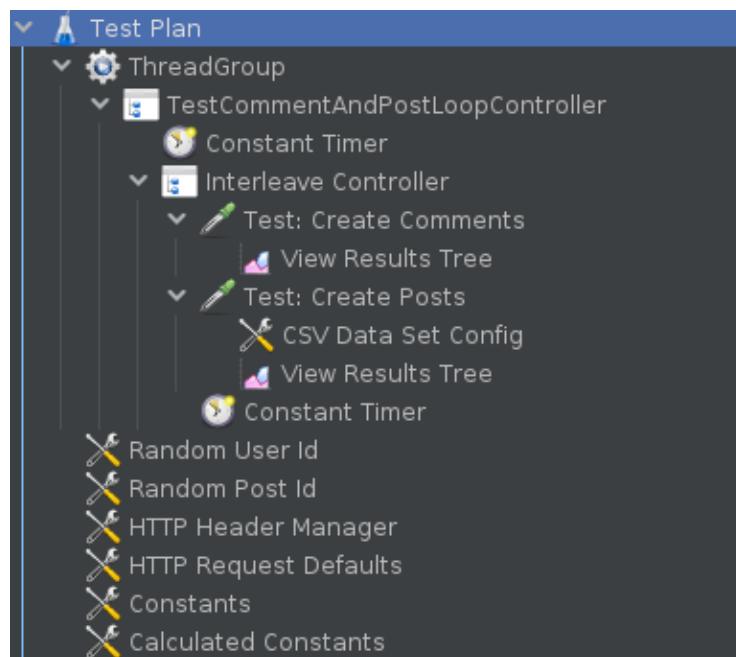 Test Plan
ThreadGroup
TestCommentAndPostLoopController
Constant Timer
Interleave Controller
Test: Create Comments
View Results Tree
Test: Create Posts
CSV Data Set Config
View Results Tree
Constant Timer
Random User Id
Random Post Id
HTTP Header Manager
HTTP Request Defaults
Constants
Calculated Constants